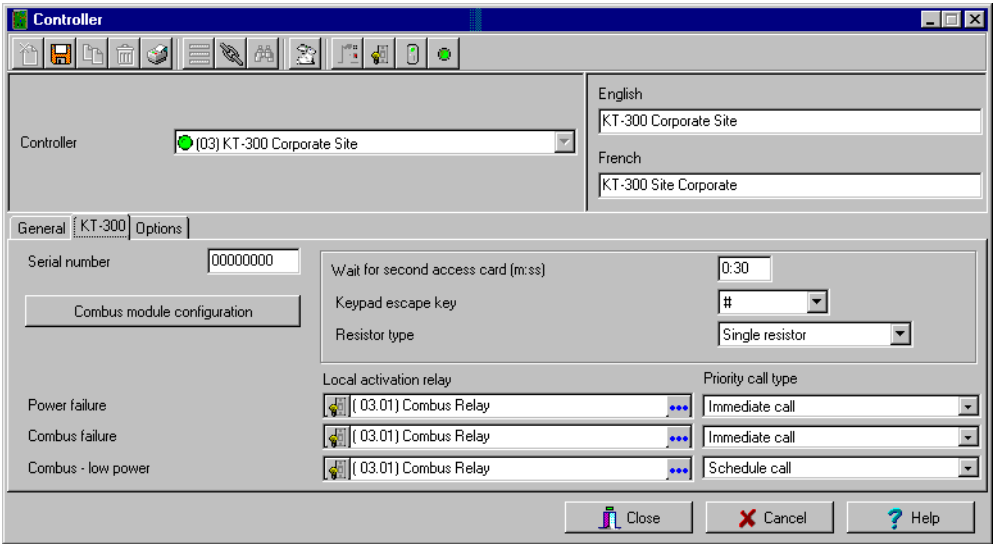 Controller
English
KT-300 Corporate Site
Controller
(03) KT-300 Corporate Site
French
KT-300 Site Corporate
General KT-300 Options
Serial number 00000000
Wait for second access card (m:ss) 0:30
Combus module configuration
Keypad escape key #
Resistor type Single resistor
Local activation relay Priority call type
Power failure ( 03.01) Combus Relay Immediate call
Combus failure ( 03.01) Combus Relay Immediate call
Combus - low power ( 03.01) Combus Relay Schedule call
Close Cancel Help